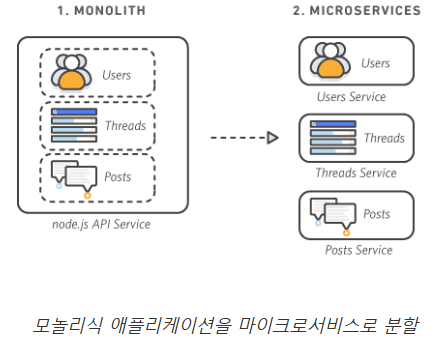 1. MONOLITH
2. MICROSERVICES
Users
Threads
Posts
node.js API Service
Users
Users Service
Threads
Threads Service
Posts
Posts Service
모놀리식 애플리케이션을 마이크로서비스로 분할